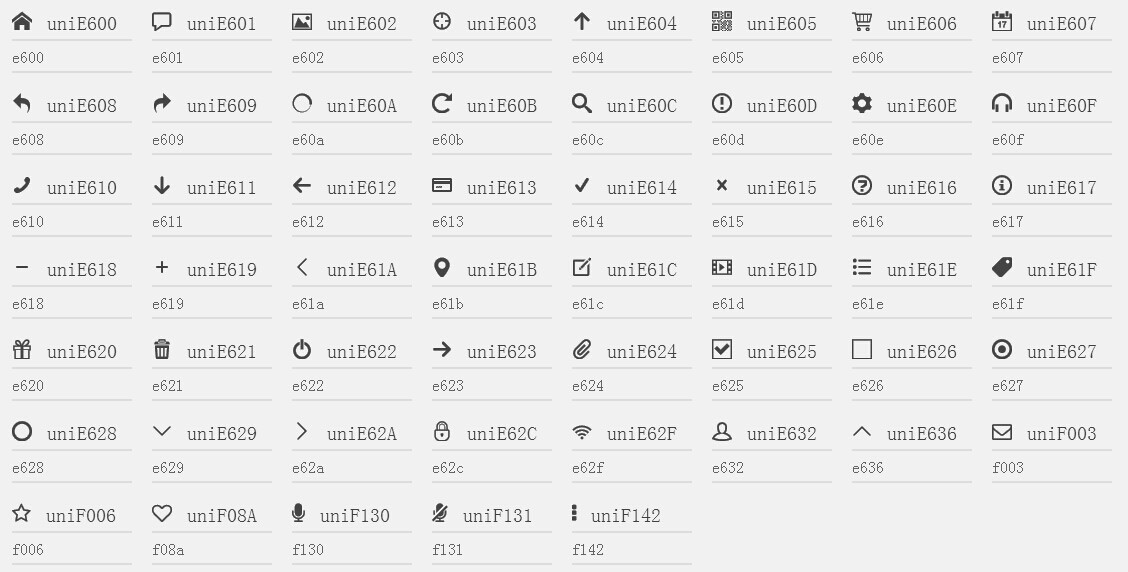 uniE600 uniE601 uniE602 uniE603 uniE604 uniE605 uniE606 17 uniE607
e600 e601 e602 e603 e604 e605 e606 e607
uniE608 uniE609 uniE60A uniE60B uniE60C uniE60D uniE60E uniE60F
e608 e609 e60a e60b e60c e60d e60e e60f
uniE610 uniE611 uniE612 uniE613 uniE614 uniE615 uniE616 uniE617
e610 e611 e612 e613 e614 e615 e616 e617
uniE618 uniE619 uniE61A uniE61B uniE61C uniE61D uniE61E uniE61F
e618 e619 e61a e61b e61c e61d e61e e61f
uniE620 uniE621 uniE622 uniE623 uniE624 uniE625 uniE626 uniE627
e620 e621 e622 e623 e624 e625 e626 e627
uniE628 uniE629 uniE62A uniE62C uniE62F uniE632 uniE636 uniF003
e628 e629 e62a e62c e62f e632 e636 f003
uniF006 uniF08A uniF130 uniF131 uniF142
f006 f08a f130 f131 f142